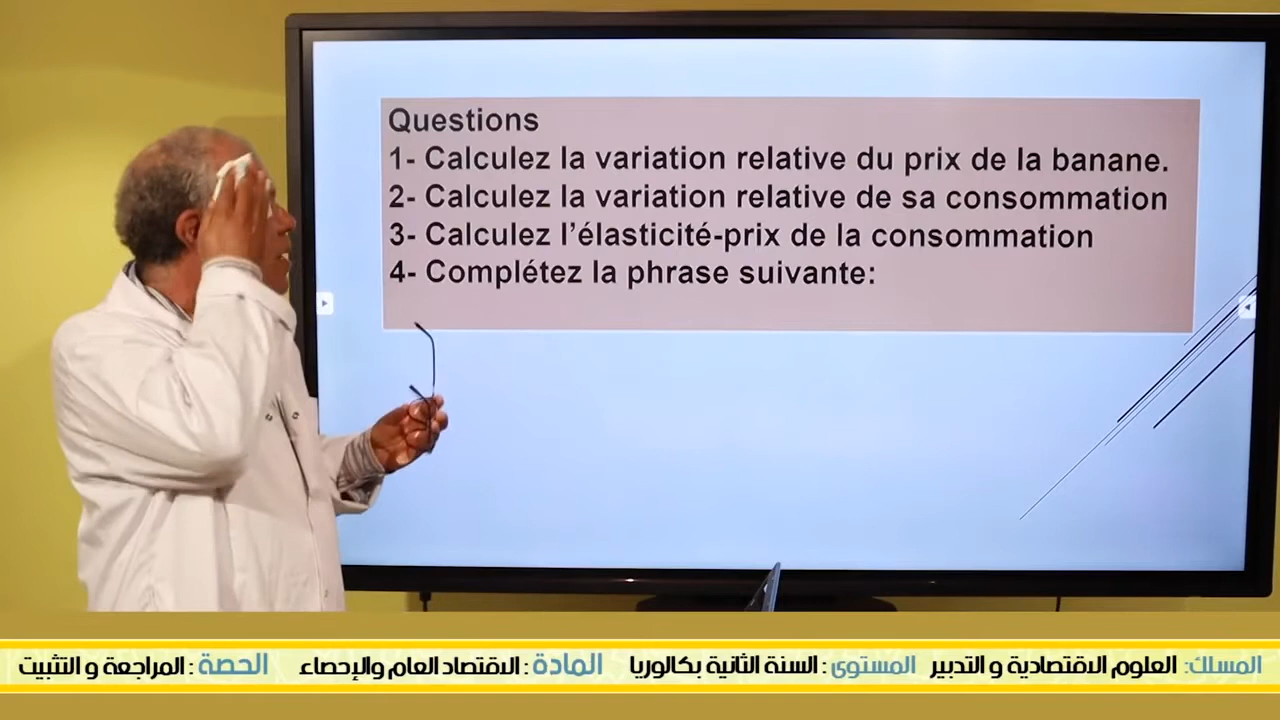 Questions
1- Calculez la variation relative du prix de la banane.
2- Calculez la variation relative de sa consommation
3- Calculez l’élasticité-prix de la consommation
4- Complétez la phrase suivante:
المسلك: العلوم الاقتصادية و التدبير المستوى : السنة الثانية بكالوريا المادة : الاقتصاد العام والإحصاء الحصة : المراجعة و التثبيت